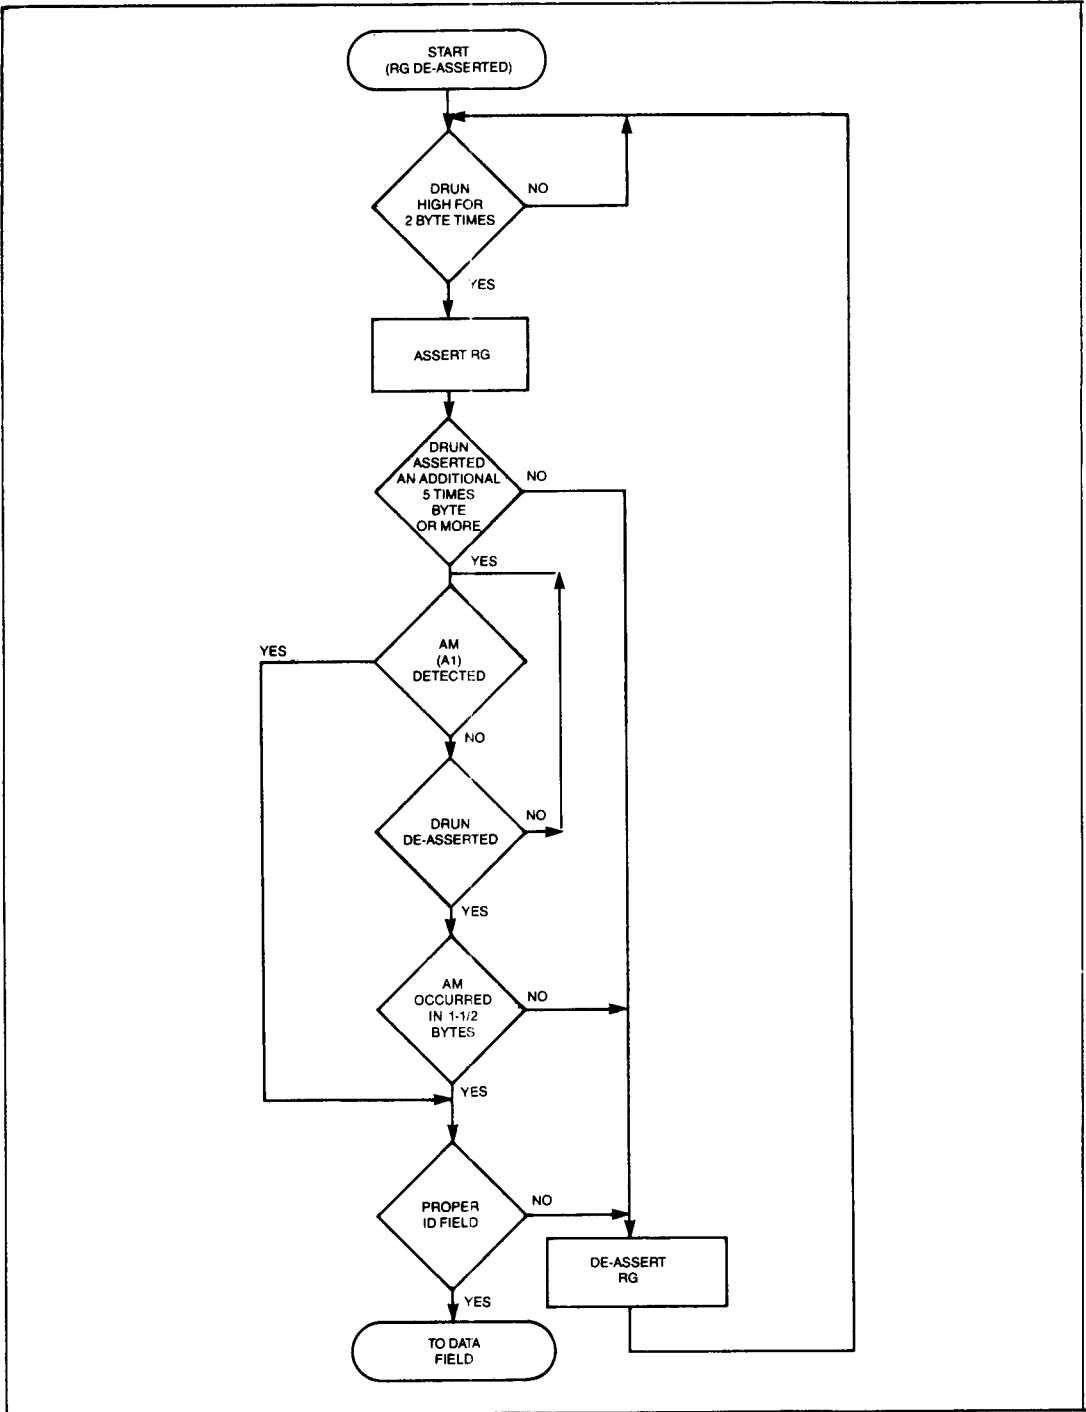 START
(RG DE-ASSERTED)
DRUN
HIGH FOR
2 BYTE TIMES
NO
YES
ASSERT RG
DRUN
ASSERTED
AN ADDITIONAL
5 TIMES
BYTE
OR MORE
NO
YES
AM
(A1)
DETECTED
YES
NO
DRUN
DE-ASSERTED
NO
YES
AM
OCCURRED
IN 1-1/2
BYTES
NO
YES
PROPER
ID FIELD
NO
DE-ASSERT
RG
YES
TO DATA
FIELD